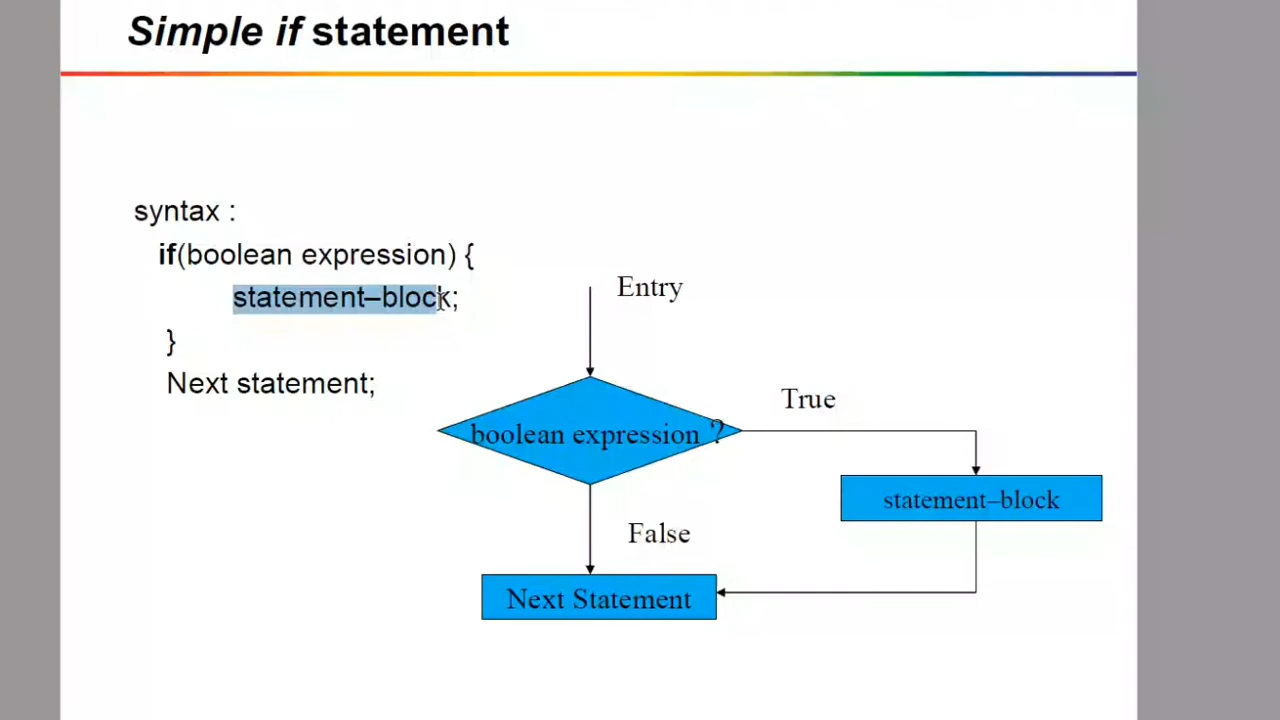 Simple if statement
syntax :
if(boolean expression) {
statement–block;
}
Next statement;
Entry
True
boolean expression ?
statement–block
False
Next Statement